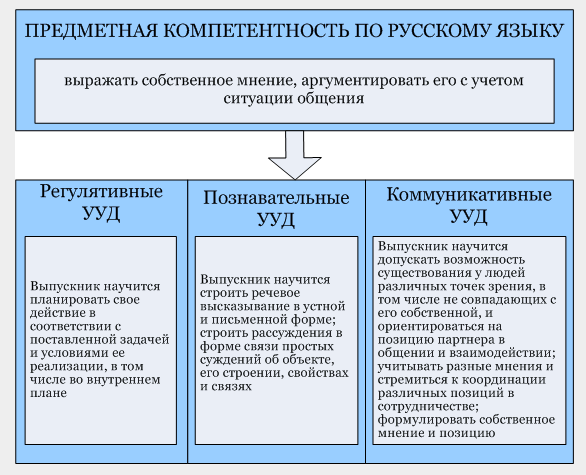 ПРЕДМЕТНАЯ КОМПЕТЕНТНОСТЬ ПО РУССКОМУ ЯЗЫКУ
выражать собственное мнение, аргументировать его с учетом
ситуации общения
Регулятивные
УУД
Выпускник научится
планировать свое
действие в
соответствии с
поставленной задачей
и условиями ее
реализации, в том
числе во внутреннем
плане
Познавательные
УУД
Выпускник научится
строить речевое
высказывание в устной
и письменной форме;
строить рассуждения в
форме связи простых
суждений об объекте,
его строении, свойствах
и связях
Коммуникативные
УУД
Выпускник научится
допускать возможность
существования у людей
различных точек зрения, в
том числе не совпадающих с
его собственной, и
ориентироваться на
позицию партнера в
общении и взаимодействии;
учитывать разные мнения и
стремиться к координации
различных позиций в
сотрудничестве;
формулировать собственное
мнение и позицию